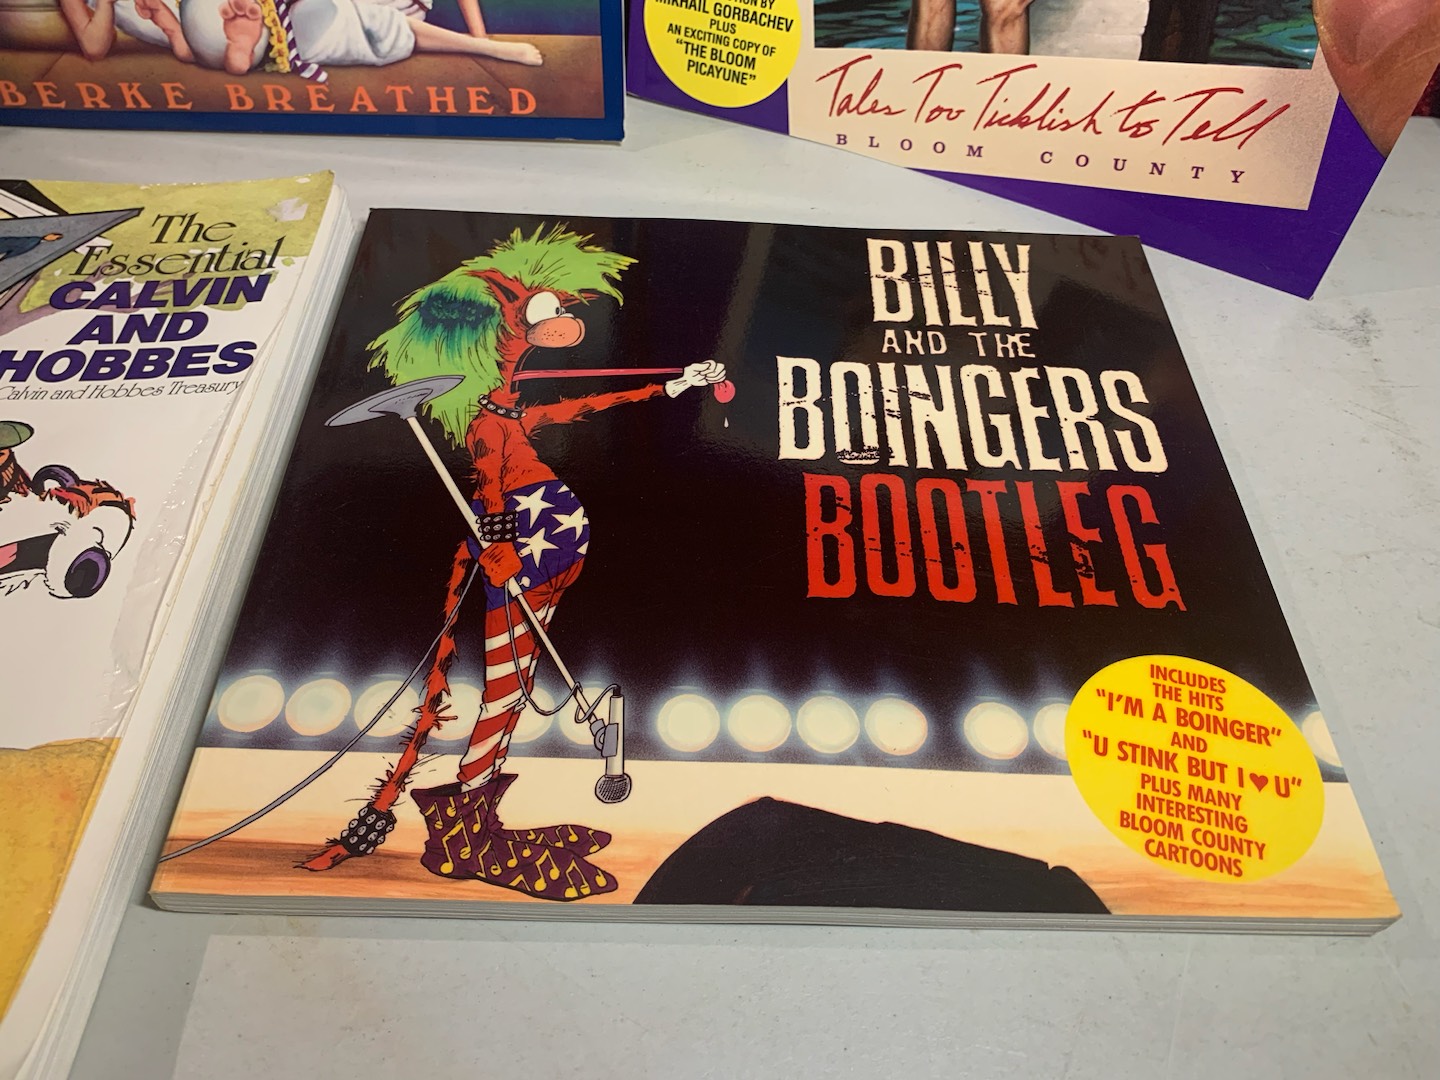 BERKE BREATHED
MIKHAIL GORBACHEV
PLUS
AN EXCITING COPY OF
"THE BLOOM
PICAYUNE"
Tales Too Ticklish to Tell
BLOOM COUNTY
The
Essential
CALVIN
AND
HOBBES
Calvin and Hobbes Treasury
BILLY
AND THE
BOINGERS
BOOTLEG
INCLUDES
THE HITS
"I'M A BOINGER"
AND
"U STINK BUT I ♥ U"
PLUS MANY
INTERESTING
BLOOM COUNTY
CARTOONS